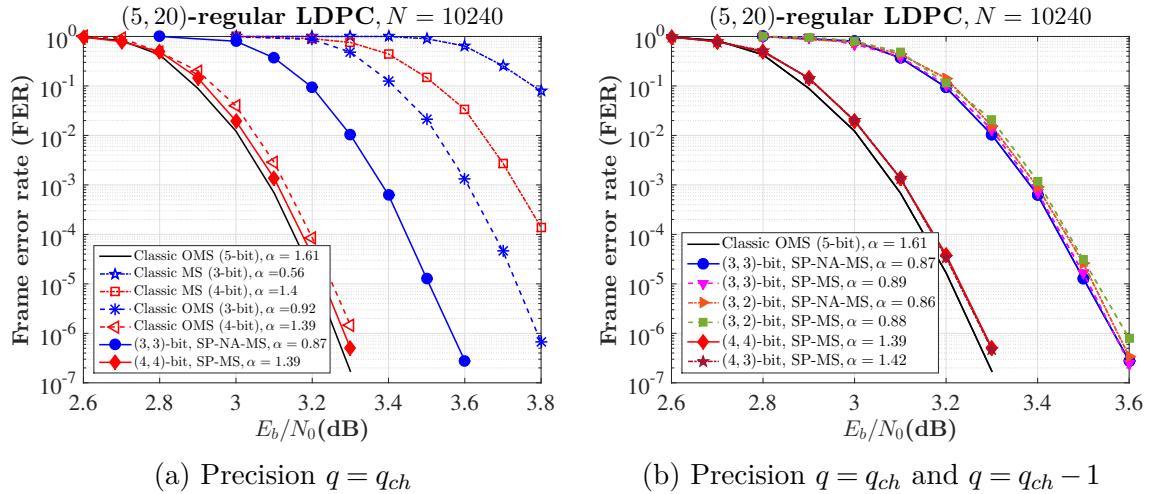 (5, 20)-regular LDPC, N = 10240
Frame error rate (FER)
10^0
10^-1
10^-2
10^-3
10^-4
10^-5
10^-6
10^-7
Classic OMS (5-bit), α = 1.61
Classic MS (3-bit), α = 0.56
Classic MS (4-bit), α = 1.4
Classic OMS (3-bit), α = 0.92
Classic OMS (4-bit), α = 1.39
(3, 3)-bit, SP-NA-MS, α = 0.87
(4, 4)-bit, SP-MS, α = 1.39
2.6 2.8 3 3.2 3.4 3.6 3.8
E_b/N_0(dB)
(a) Precision q = q_ch
(5, 20)-regular LDPC, N = 10240
Frame error rate (FER)
10^0
10^-1
10^-2
10^-3
10^-4
10^-5
10^-6
10^-7
Classic OMS (5-bit), α = 1.61
(3, 3)-bit, SP-NA-MS, α = 0.87
(3, 3)-bit, SP-MS, α = 0.89
(3, 2)-bit, SP-NA-MS, α = 0.86
(3, 2)-bit, SP-MS, α = 0.88
(4, 4)-bit, SP-MS, α = 1.39
(4, 3)-bit, SP-MS, α = 1.42
2.6 2.8 3 3.2 3.4 3.6
E_b/N_0(dB)
(b) Precision q = q_ch and q = q_ch − 1